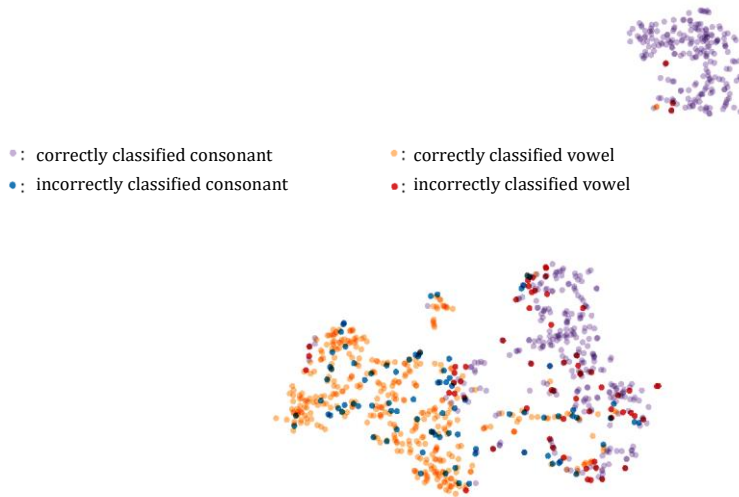 : correctly classified consonant
: correctly classified vowel
: incorrectly classified consonant
: incorrectly classified vowel